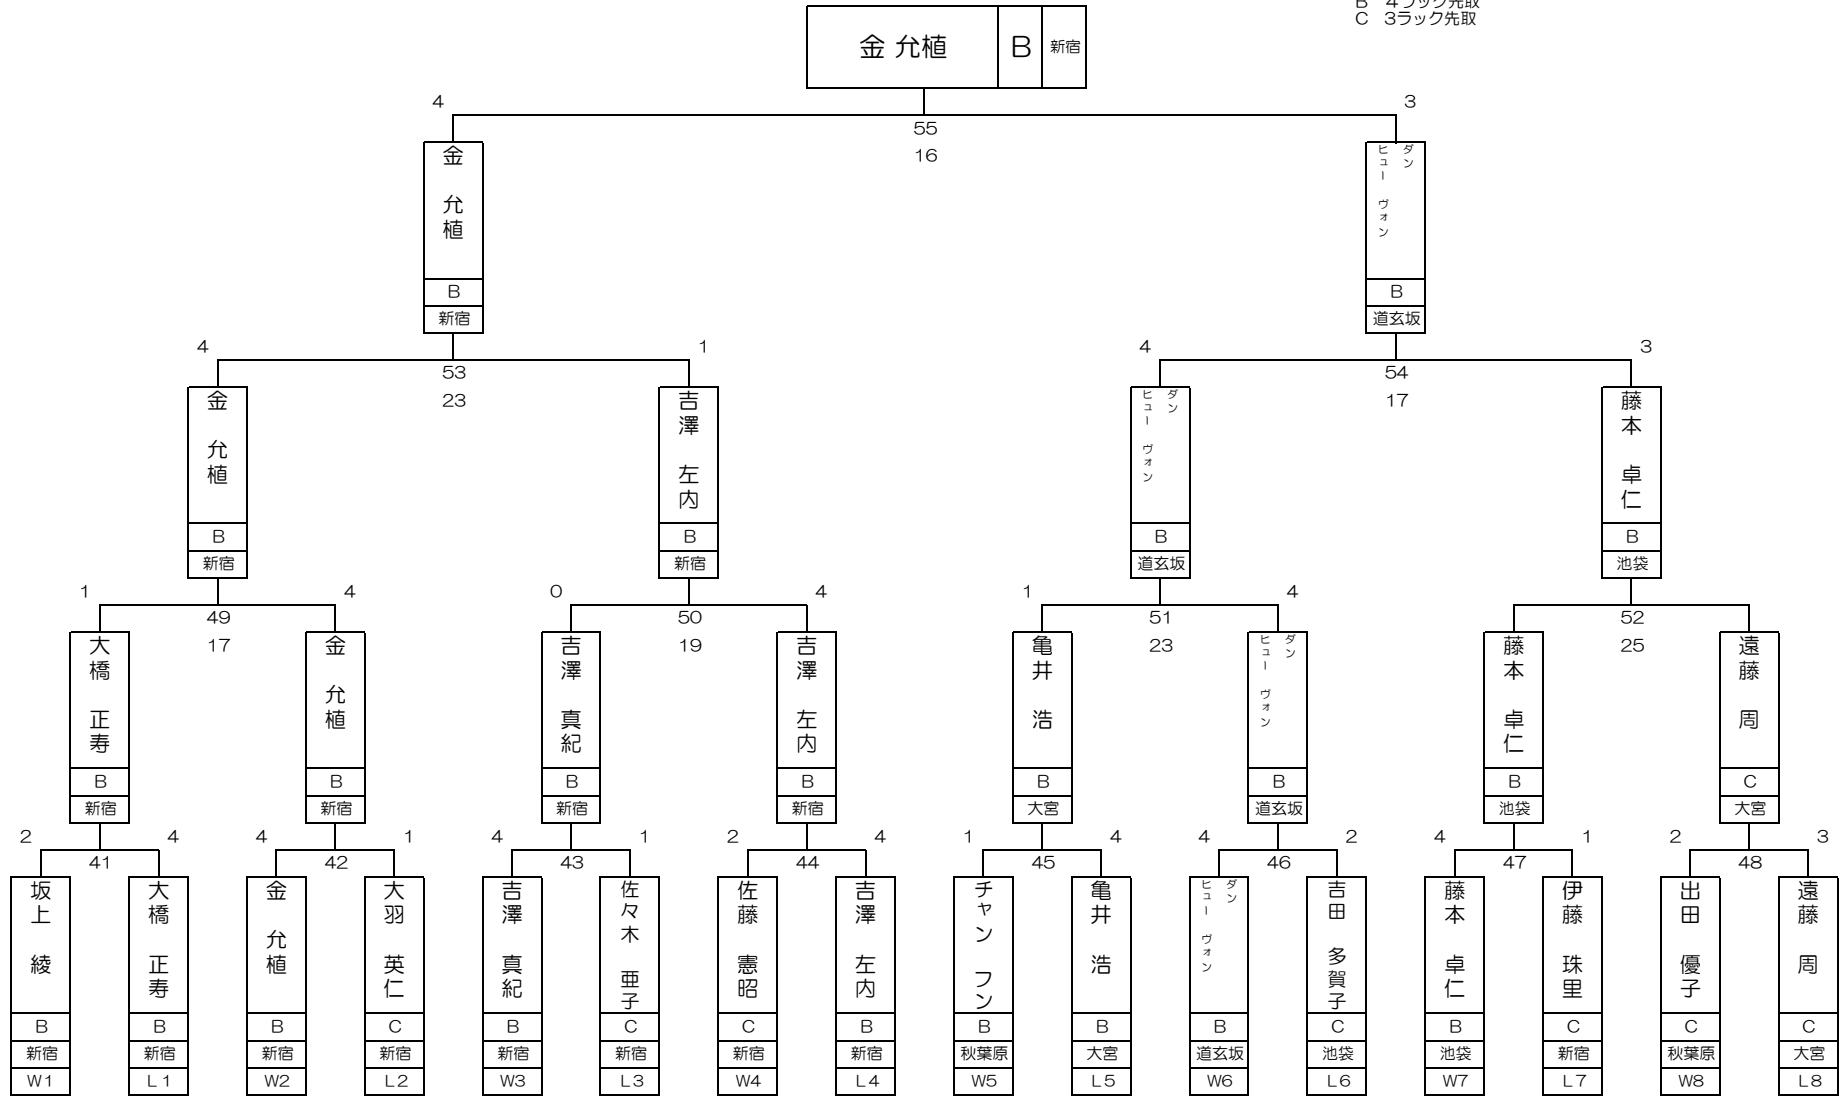 B 4ラック先取
C 3ラック先取
金 允植 B 新宿
4 3
55
16
金 允植 ダン ヒュー ヴォン
B B
新宿 道玄坂
4 1 4 3
53 54
23 17
金 允植 吉澤 左内 ダン ヒュー ヴォン 藤本 卓仁
B B B B
新宿 新宿 道玄坂 池袋
1 4 0 4 1 4
49 50 51 52
17 19 23 25
大橋 正寿 金 允植 吉澤 真紀 吉澤 左内 亀井 浩 ダン ヒュー ヴォン 藤本 卓仁 遠藤 周
B B B B B B B C
新宿 新宿 新宿 新宿 大宮 道玄坂 池袋 大宮
2 4 4 1 4 1 2 4 1 4 4 2 4 1 2 3
41 42 43 44 45 46 47 48
坂上 綾 大橋 正寿 金 允植 大羽 英仁 吉澤 真紀 佐々木 亜子 佐藤 憲昭 吉澤 左内 チャン フン 亀井 浩 ダン ヒュー ヴォン 吉田 多賀子 藤本 卓仁 伊藤 珠里 出田 優子 遠藤 周
B B B C B C C B B B B C B C C C
新宿 新宿 新宿 新宿 新宿 新宿 新宿 新宿 秋葉原 大宮 道玄坂 池袋 池袋 新宿 秋葉原 大宮
W1 L1 W2 L2 W3 L3 W4 L4 W5 L5 W6 L6 W7 L7 W8 L8